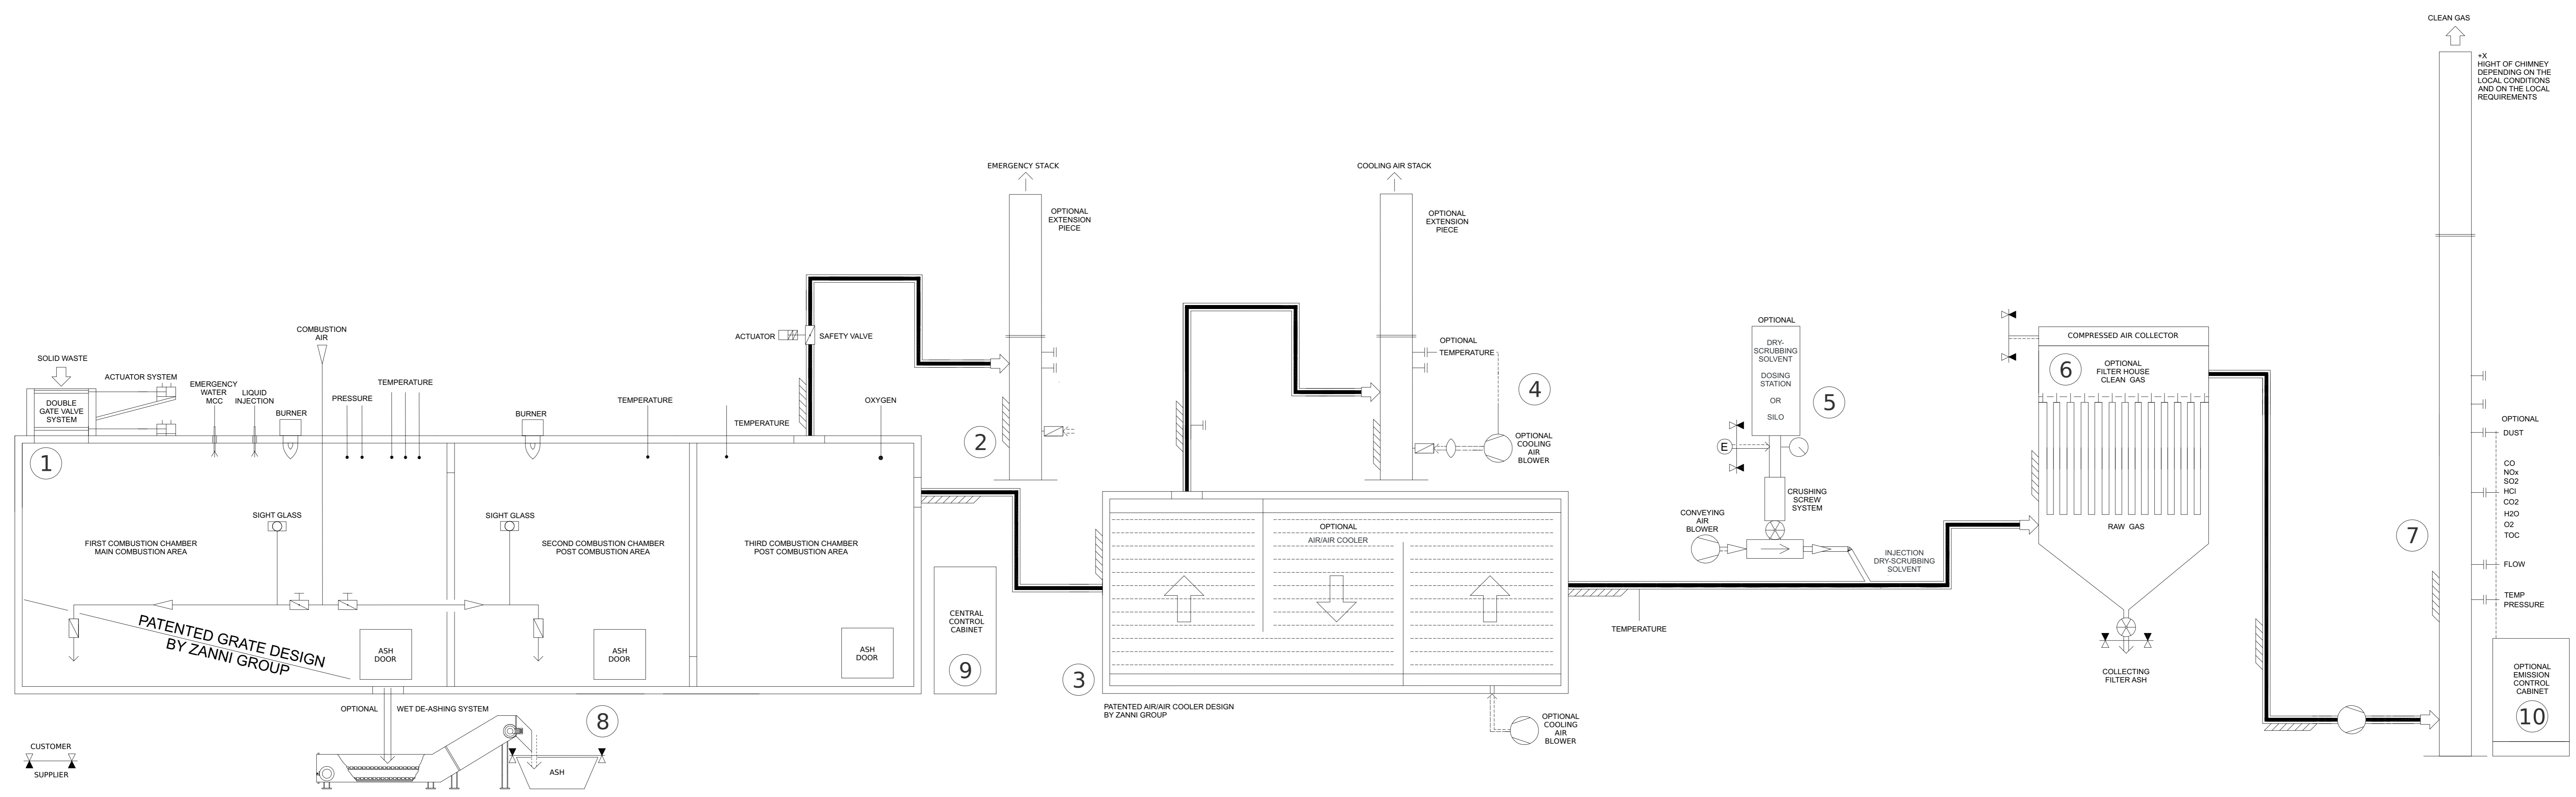 CLEAN GAS
+X
HIGHT OF CHIMNEY
DEPENDING ON THE
LOCAL CONDITIONS
AND ON THE LOCAL
REQUIREMENTS
EMERGENCY STACK
OPTIONAL
EXTENSION
PIECE
COOLING AIR STACK
OPTIONAL
EXTENSION
PIECE
SOLID WASTE
DOUBLE
GATE VALVE
SYSTEM
ACTUATOR SYSTEM
EMERGENCY
WATER
MCC
LIQUID
INJECTION
BURNER
COMBUSTION
AIR
PRESSURE
TEMPERATURE
BURNER
TEMPERATURE
TEMPERATURE
ACTUATOR
SAFETY VALVE
OXYGEN
1
SIGHT GLASS
SIGHT GLASS
FIRST COMBUSTION CHAMBER
MAIN COMBUSTION AREA
SECOND COMBUSTION CHAMBER
POST COMBUSTION AREA
THIRD COMBUSTION CHAMBER
POST COMBUSTION AREA
PATENTED GRATE DESIGN
BY ZANNI GROUP
ASH
DOOR
ASH
DOOR
ASH
DOOR
OPTIONAL
WET DE-ASHING SYSTEM
8
ASH
CUSTOMER
SUPPLIER
2
CENTRAL
CONTROL
CABINET
9
3
OPTIONAL
AIR/AIR COOLER
PATENTED AIR/AIR COOLER DESIGN
BY ZANNI GROUP
OPTIONAL
COOLING
AIR
BLOWER
OPTIONAL
TEMPERATURE
4
OPTIONAL
COOLING
AIR
BLOWER
OPTIONAL
DRY-
SCRUBBING
SOLVENT
DOSING
STATION
OR
SILO
5
E
CRUSHING
SCREW
SYSTEM
CONVEYING
AIR
BLOWER
INJECTION
DRY-SCRUBBING
SOLVENT
TEMPERATURE
COMPRESSED AIR COLLECTOR
6
OPTIONAL
FILTER HOUSE
CLEAN GAS
RAW GAS
COLLECTING
FILTER ASH
7
OPTIONAL
DUST
CO
NOx
SO2
HCl
CO2
H2O
O2
TOC
FLOW
TEMP
PRESSURE
OPTIONAL
EMISSION
CONTROL
CABINET
10